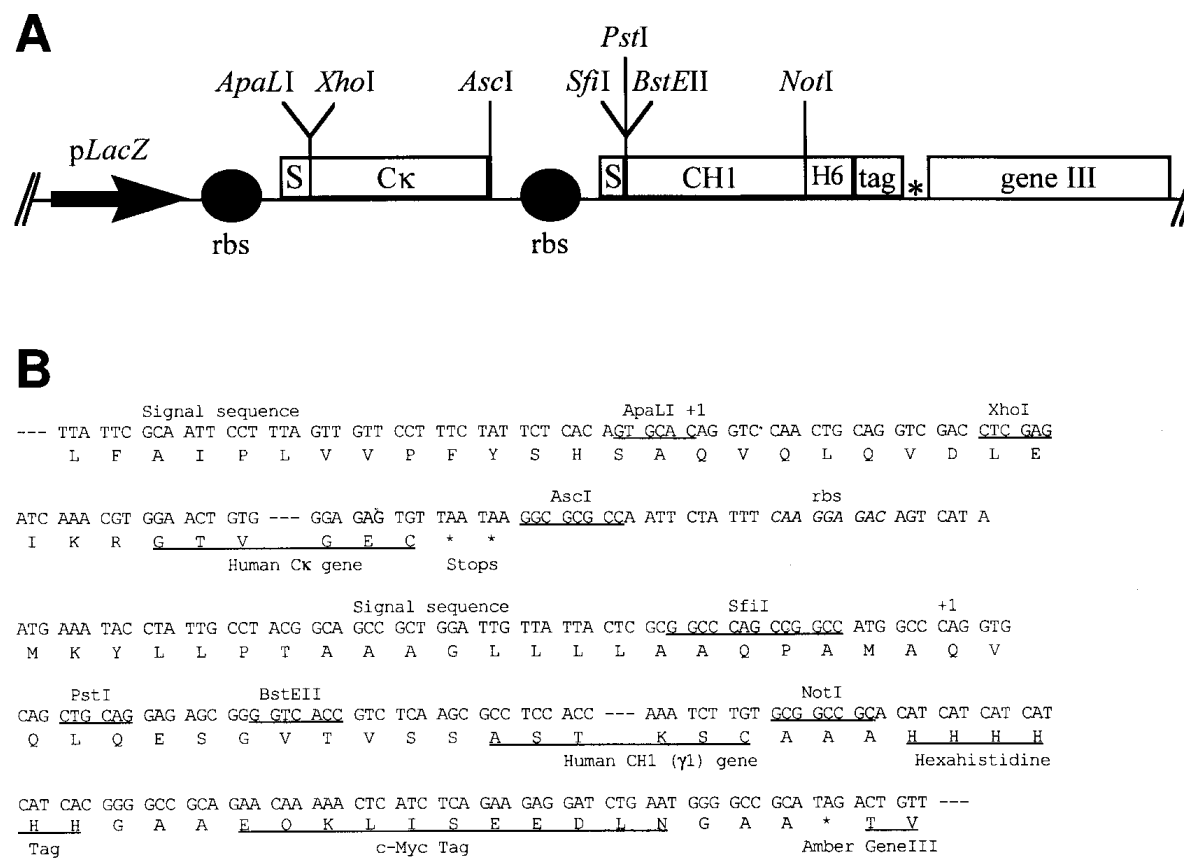 A
PstI
ApaLI XhoI AscI SfiI BstEII NotI
pLacZ
S Cκ S CH1 H6 tag * gene III
rbs rbs
B
Signal sequence ApaLI +1 XhoI
--- TTA TTC GCA ATT CCT TTA GTT GTT CCT TTC TAT TCT CAC AGT GCA CAG GTC CAA CTG CAG GTC GAC CTC GAG
L F A I P L V V P F Y S H S A Q V Q L Q V D L E
AscI rbs
ATC AAA CGT GGA ACT GTG --- GGA GAG TGT TAA TAA GGC GCG CCA ATT CTA TTT CAA GGA GAC AGT CAT A
I K R G T V G E C * *
Human Cκ gene Stops
Signal sequence SfiI +1
ATG AAA TAC CTA TTG CCT ACG GCA GCC GCT GGA TTG TTA TTA CTC GCG GCC CAG CCG GCC ATG GCC CAG GTG
M K Y L L P T A A A G L L L L A A Q P A M A Q V
PstI BstEII NotI
CAG CTG CAG GAG AGC GGG GTC ACC GTC TCA AGC GCC TCC ACC --- AAA TCT TGT GCG GCC GCA CAT CAT CAT CAT
Q L Q E S G V T V S S A S T K S C A A A H H H H
Human CH1 (γ1) gene Hexahistidine
CAT CAC GGG GCC GCA GAA CAA AAA CTC ATC TCA GAA GAG GAT CTG AAT GGG GCC GCA TAG ACT GTT ---
H H G A A E Q K L I S E E D L N G A A * T V
Tag c-Myc Tag Amber GeneIII